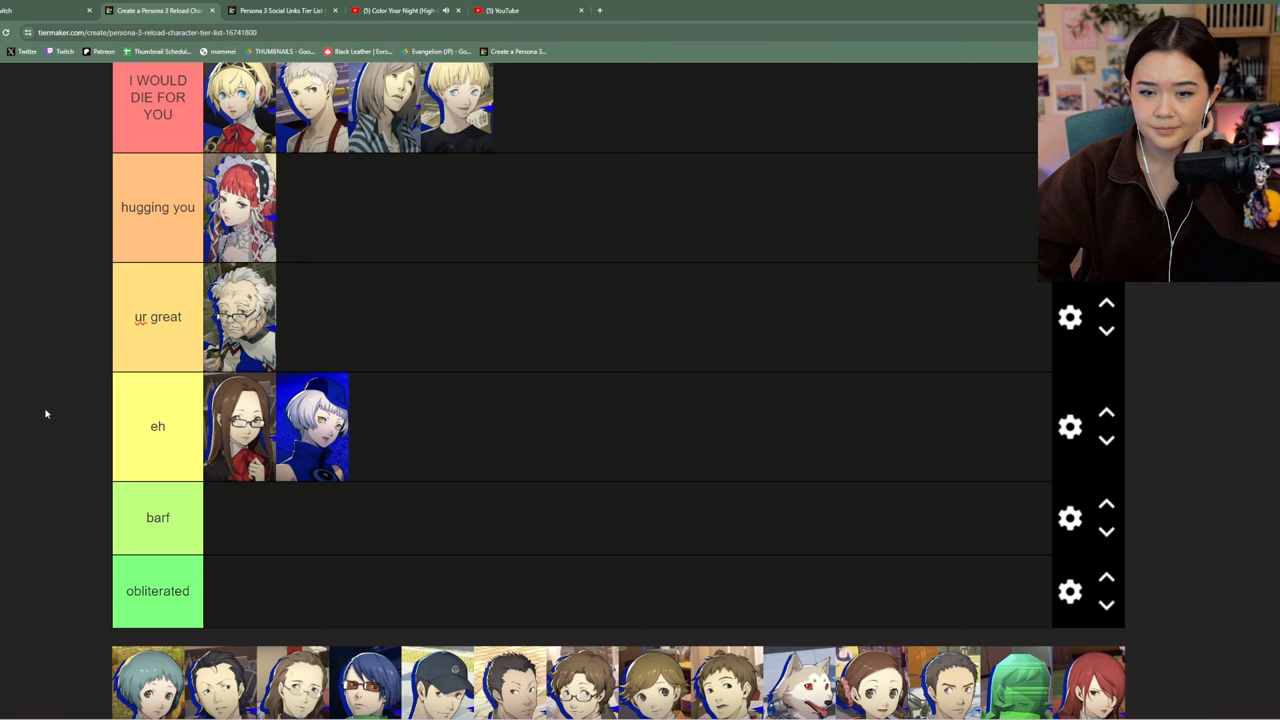 itch
Create a Persona 3 Reload Cha
Persona 3 Social Links Tier List
(5) Color Your Night (High-
(5) YouTube
tiermaker.com/create/persona-3-reload-character-tier-list-16741800
Twitter
Twitch
Patreon
Thumbnail Schedul...
mommei
THUMBNAILS - Goo...
Black Leather | Eorz...
Evangelion (JP) - Go...
Create a Persona 3...
I WOULD
DIE FOR
YOU
hugging you
ur great
eh
barf
obliterated